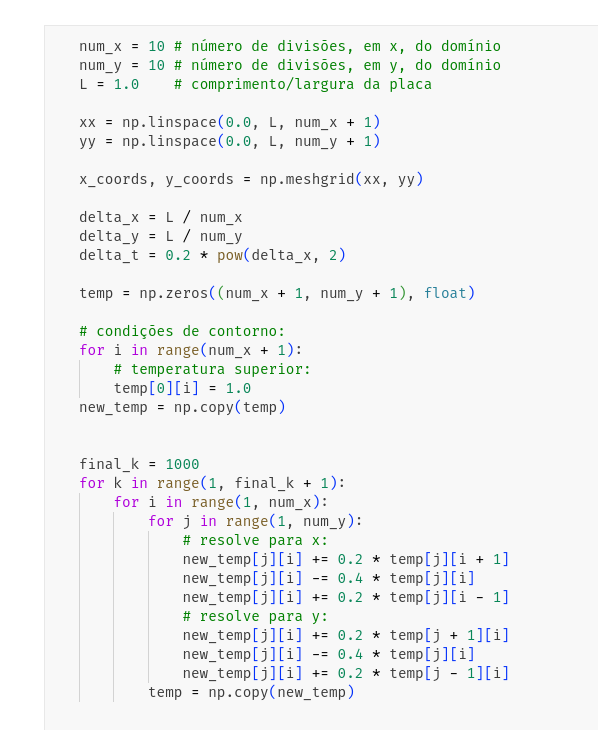 num_x = 10 # número de divisões, em x, do domínio
num_y = 10 # número de divisões, em y, do domínio
L = 1.0    # comprimento/largura da placa

xx = np.linspace(0.0, L, num_x + 1)
yy = np.linspace(0.0, L, num_y + 1)

x_coords, y_coords = np.meshgrid(xx, yy)

delta_x = L / num_x
delta_y = L / num_y
delta_t = 0.2 * pow(delta_x, 2)

temp = np.zeros((num_x + 1, num_y + 1), float)

# condições de contorno:
for i in range(num_x + 1):
    # temperatura superior:
    temp[0][i] = 1.0
new_temp = np.copy(temp)


final_k = 1000
for k in range(1, final_k + 1):
    for i in range(1, num_x):
        for j in range(1, num_y):
            # resolve para x:
            new_temp[j][i] += 0.2 * temp[j][i + 1]
            new_temp[j][i] -= 0.4 * temp[j][i]
            new_temp[j][i] += 0.2 * temp[j][i - 1]
            # resolve para y:
            new_temp[j][i] += 0.2 * temp[j + 1][i]
            new_temp[j][i] -= 0.4 * temp[j][i]
            new_temp[j][i] += 0.2 * temp[j - 1][i]
        temp = np.copy(new_temp)